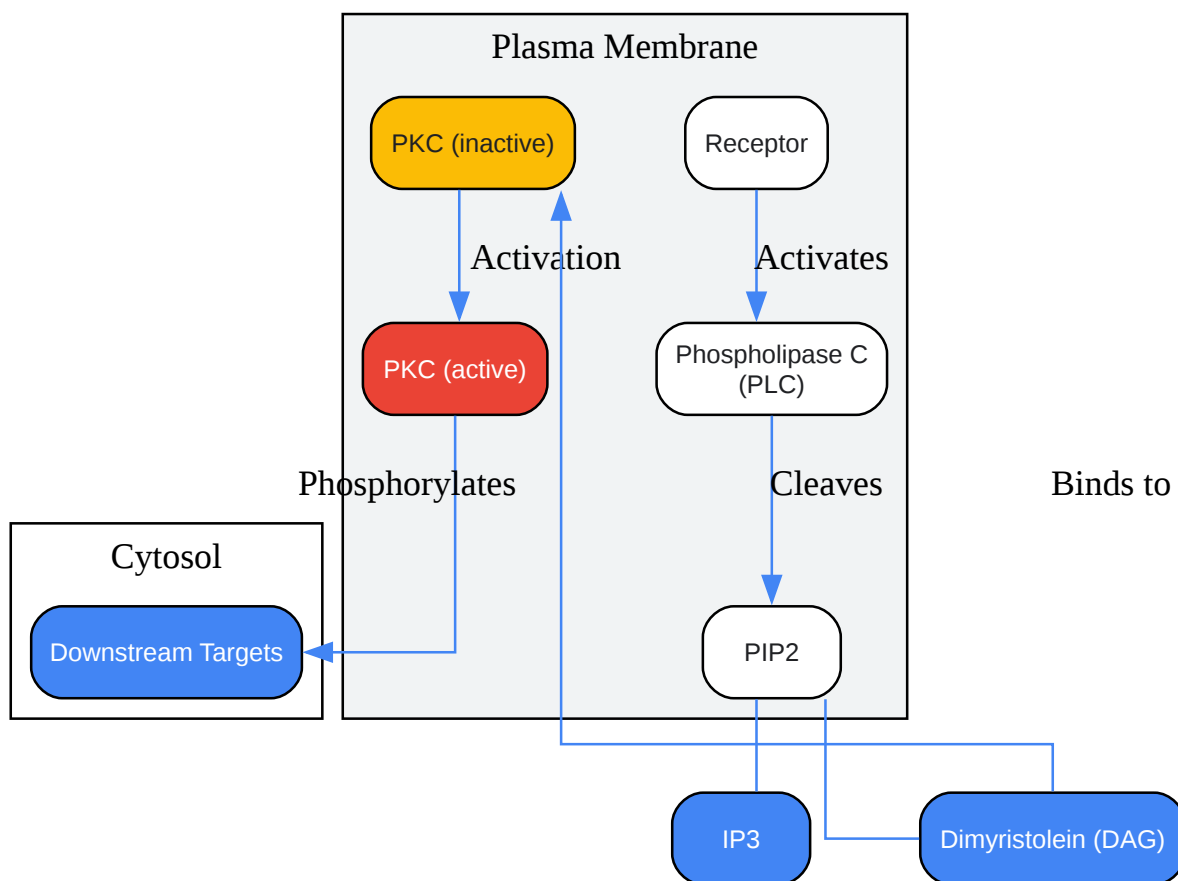 Plasma Membrane
PKC (inactive)
Receptor
Activation
Activates
PKC (active)
Phospholipase C
(PLC)
Phosphorylates
Cleaves
Binds to
Cytosol
Downstream Targets
PIP2
IP3
Dimyristolein (DAG)